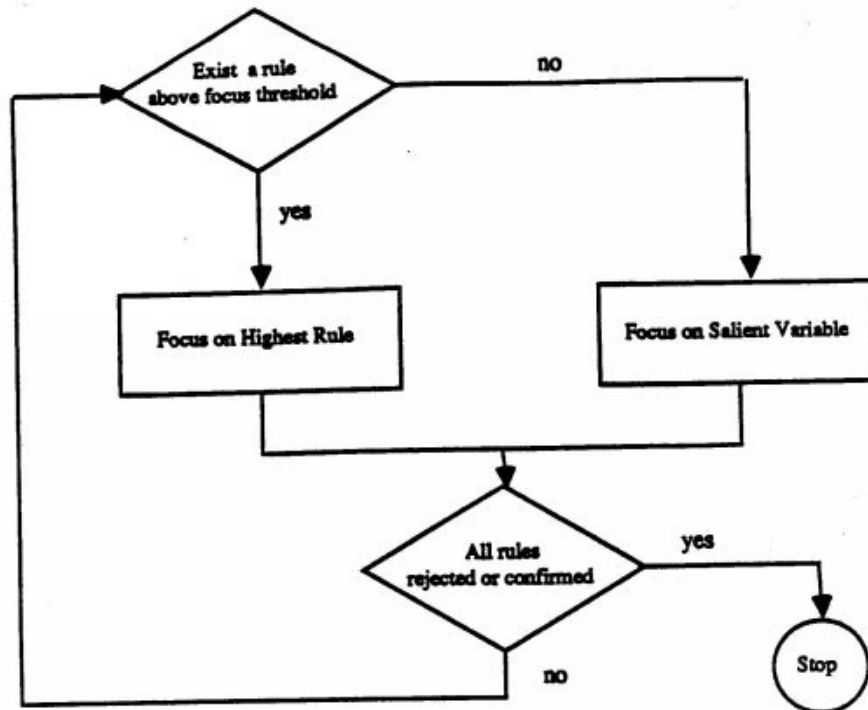 Exist a rule
above focus threshold
no
yes
Focus on Highest Rule
Focus on Salient Variable
All rules
rejected or confirmed
yes
no
Stop